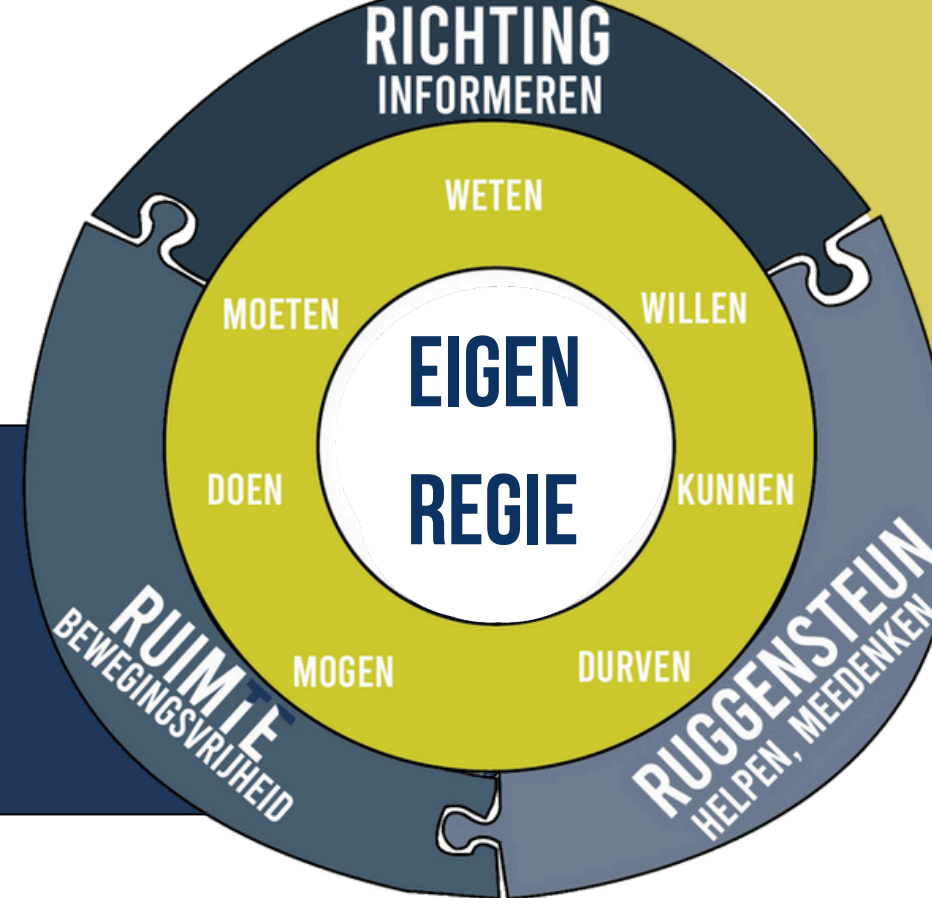 RICHTING
INFORMEREN
WETEN
MOETEN
WILLEN
EIGEN
REGIE
DOEN
KUNNEN
MOGEN
DURVEN
RUIMTE
BEWEGINGSVRIJHEID
RUGGENSTEUN
HELPEN, MEEDENKEN